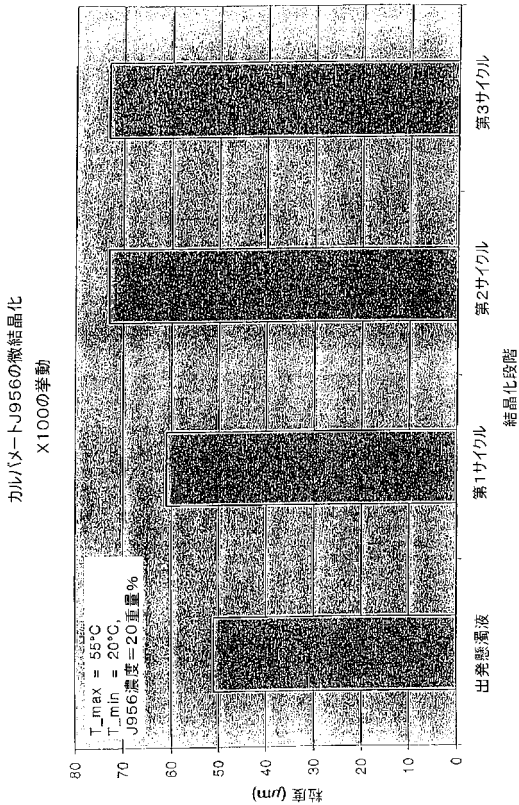 カルバメートJ956の微結晶化
X100の挙動
T_max = 55°C
T_min = 20°C,
J956濃度=20重量%
粒度 (μm)
80
70
60
50
40
30
20
10
0
出発懸濁液
第1サイクル
第2サイクル
第3サイクル
結晶化段階